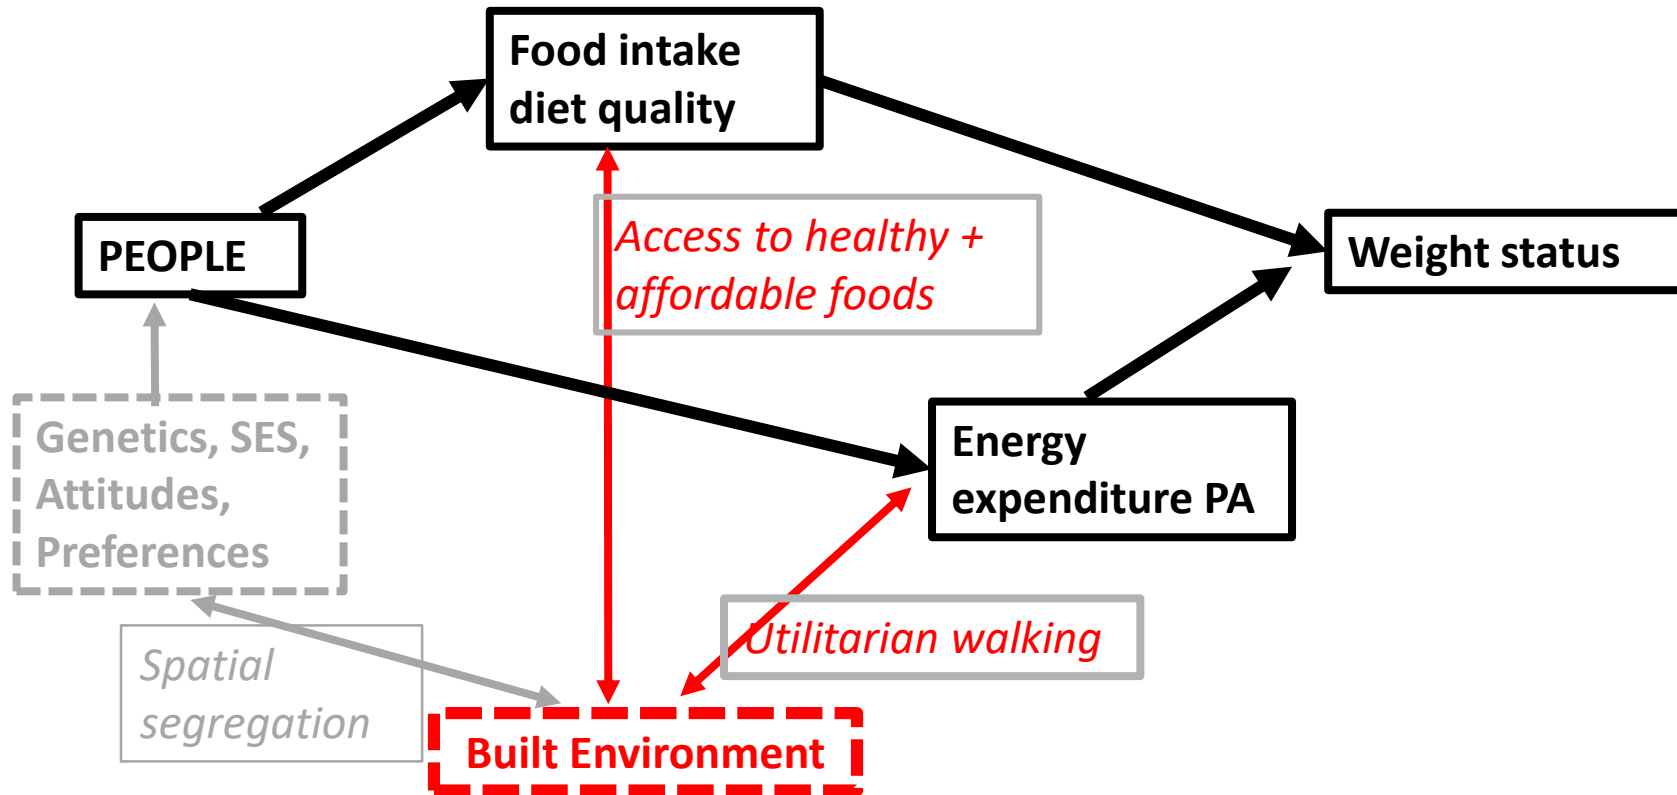 Food intake
diet quality
PEOPLE
Access to healthy +
affordable foods
Weight status
Genetics, SES,
Attitudes,
Preferences
Energy
expenditure PA
Utilitarian walking
Spatial
segregation
Built Environment